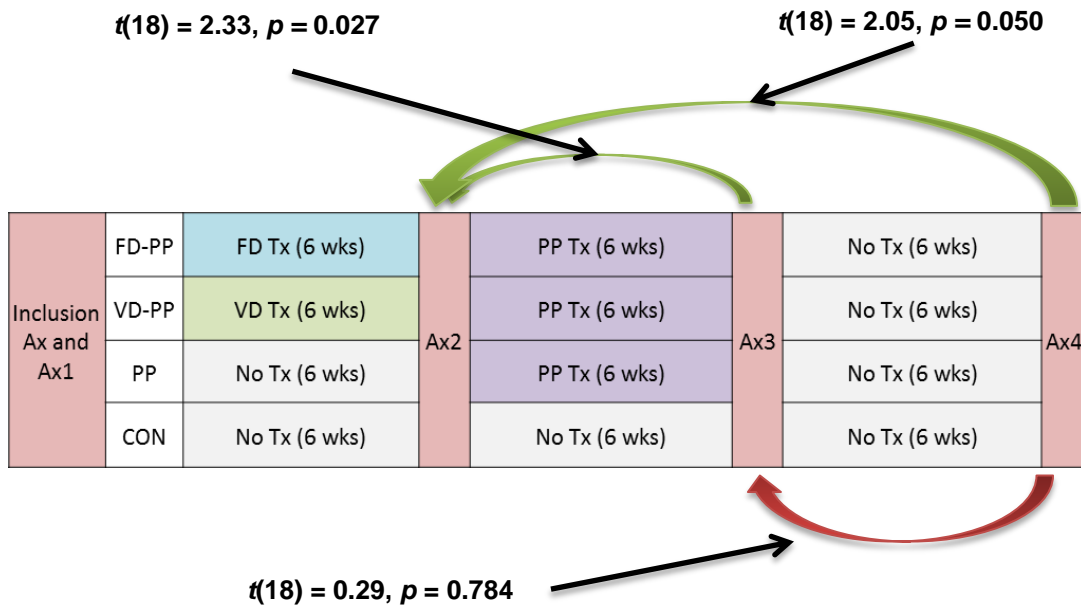 t(18) = 2.33, p = 0.027
t(18) = 2.05, p = 0.050
Inclusion
Ax and
Ax1
FD-PP
FD Tx (6 wks)
PP Tx (6 wks)
No Tx (6 wks)
VD-PP
VD Tx (6 wks)
PP Tx (6 wks)
No Tx (6 wks)
Ax2
Ax3
Ax4
PP
No Tx (6 wks)
PP Tx (6 wks)
No Tx (6 wks)
CON
No Tx (6 wks)
No Tx (6 wks)
No Tx (6 wks)
t(18) = 0.29, p = 0.784